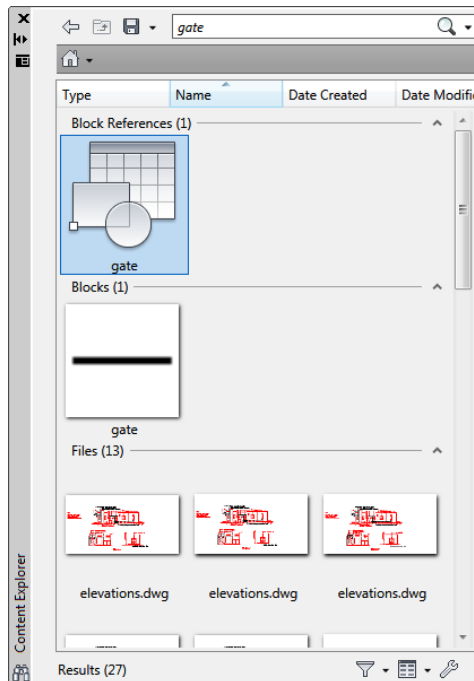 gate
Type Name Date Created Date Modifi
Block References (1)
gate
Blocks (1)
gate
Files (13)
elevations.dwg elevations.dwg elevations.dwg
Content Explorer
Results (27)